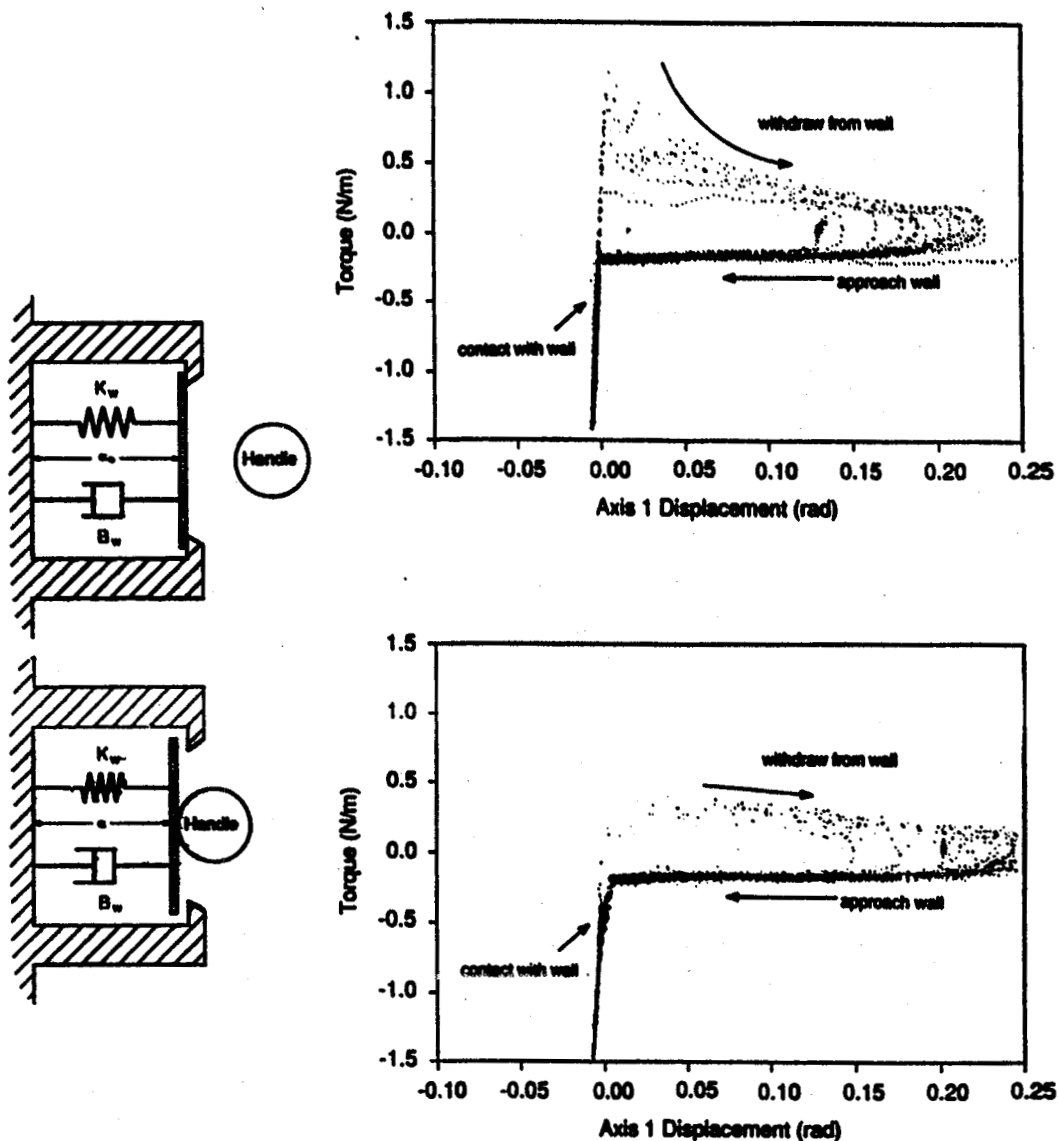 1.5
1.0
0.5
0.0
-0.5
-1.0
-1.5
Torque (N/m)
withdraw from wall
approach wall
contact with wall
-0.10 -0.05 0.00 0.05 0.10 0.15 0.20 0.25
Axis 1 Displacement (rad)
Kw
Handle
Bw
1.5
1.0
0.5
0.0
-0.5
-1.0
-1.5
Torque (N/m)
withdraw from wall
approach wall
contact with wall
-0.10 -0.05 0.00 0.05 0.10 0.15 0.20 0.25
Axis 1 Displacement (rad)
Kw
Handle
Bw